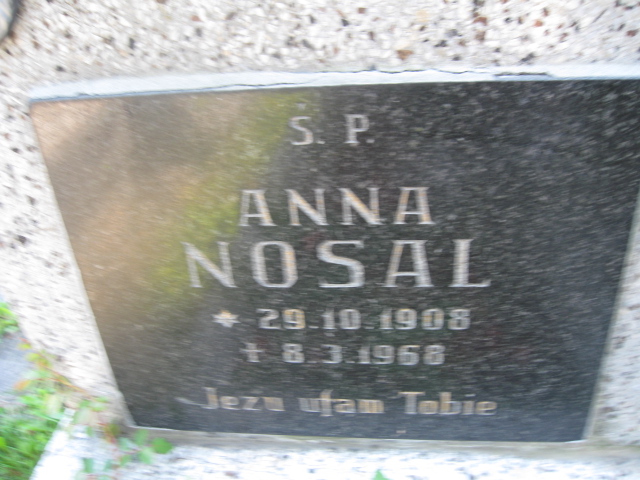 Ś. P.
ANNA
NOSAL
* 29.10.1908
+ 8.3.1968
Jezu ufam Tobie